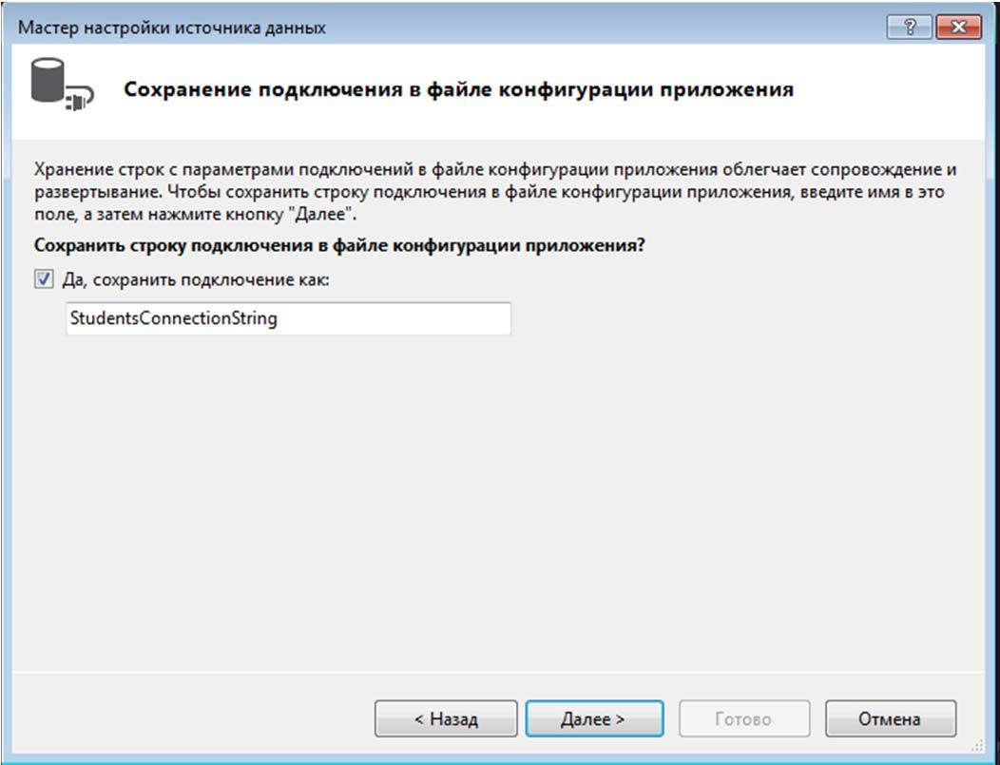 Мастер настройки источника данных
?
Сохранение подключения в файле конфигурации приложения
Хранение строк с параметрами подключений в файле конфигурации приложения облегчает сопровождение и
развертывание. Чтобы сохранить строку подключения в файле конфигурации приложения, введите имя в это
поле, а затем нажмите кнопку "Далее".
Сохранить строку подключения в файле конфигурации приложения?
Да, сохранить подключение как:
StudentsConnectionString
< Назад
Далее >
Готово
Отмена